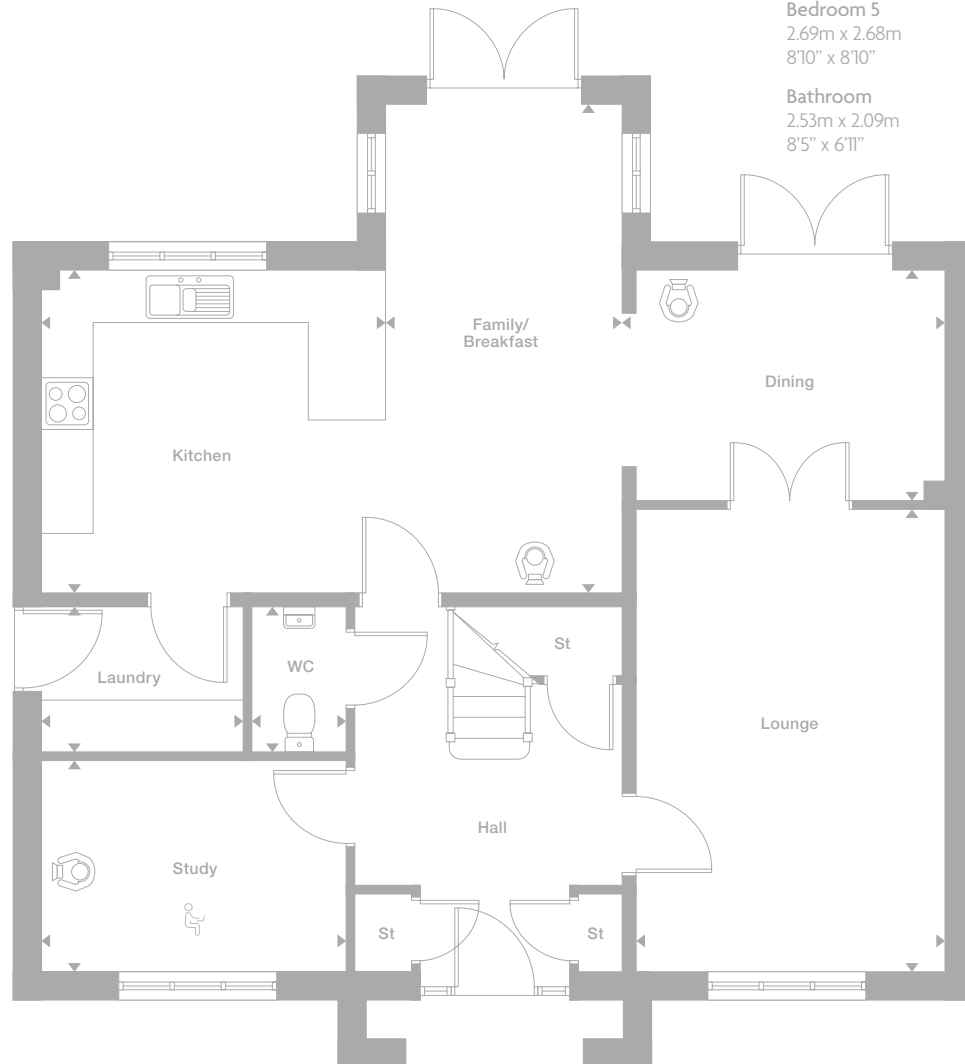 Bedroom 5
2.69m x 2.68m
8'10" x 8'10"
Bathroom
2.53m x 2.09m
8'5" x 6'11"
Family/
Breakfast
Dining
Kitchen
St
WC
Laundry
Lounge
Hall
Study
St
St